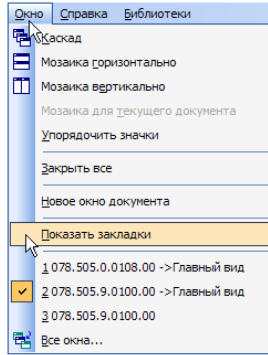 Окно Справка Библиотеки
Каскад
Мозаика горизонтально
Мозаика вертикально
Мозаика для текущего документа
Упорядочить значки
Закрыть все
Новое окно документа
Показать закладки
1 078.505.0.0108.00 ->Главный вид
2 078.505.9.0100.00 ->Главный вид
3 078.505.9.0100.00
Все окна...